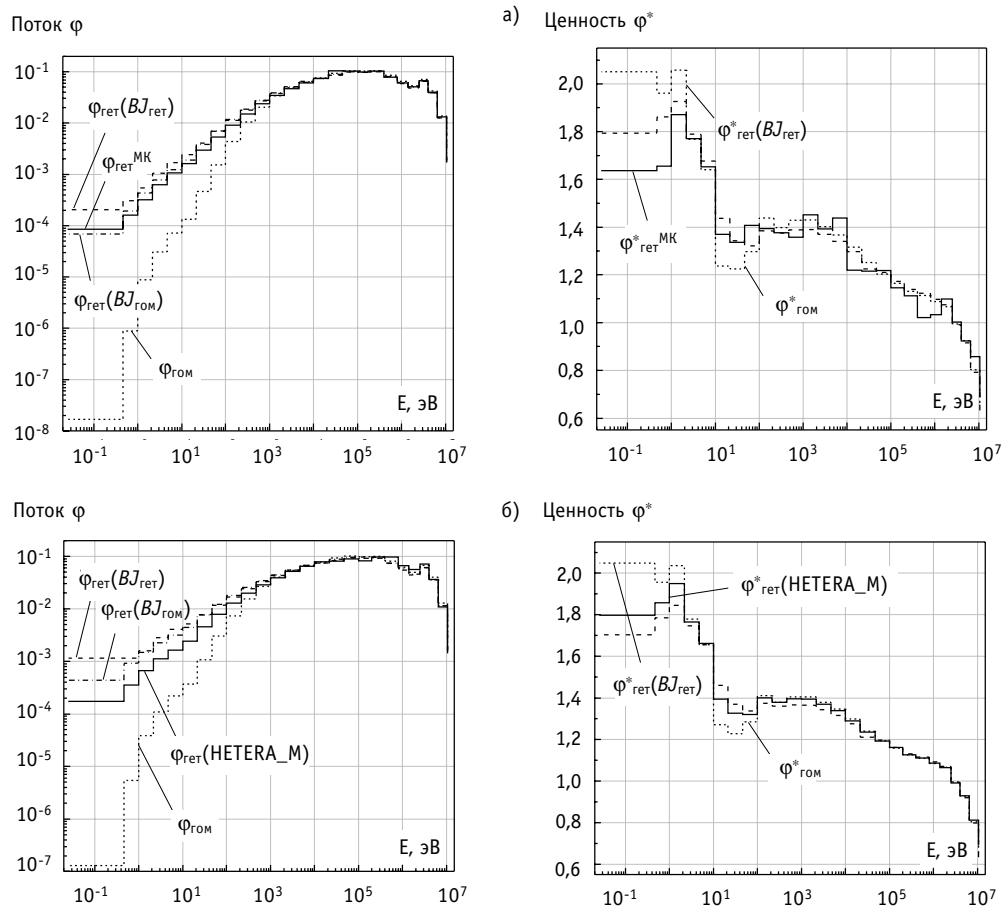 Поток φ
а) Ценность φ*
10⁻¹
10⁻²
10⁻³
10⁻⁴
10⁻⁵
10⁻⁶
10⁻⁷
10⁻⁸
φгет(BJгет)
φгетᴹᴷ
φгет(BJгом)
φгом
E, эВ
10⁻¹ 10¹ 10³ 10⁵ 10⁷
2,0
1,8
1,6
1,4
1,2
1,0
0,8
0,6
φ*гет(BJгет)
φ*гетᴹᴷ
φ*гом
E, эВ
10⁻¹ 10¹ 10³ 10⁵ 10⁷
Поток φ
б) Ценность φ*
10⁻¹
10⁻²
10⁻³
10⁻⁴
10⁻⁵
10⁻⁶
10⁻⁷
φгет(BJгет)
φгет(BJгом)
φгет(HETERA_M)
φгом
E, эВ
10⁻¹ 10¹ 10³ 10⁵ 10⁷
2,0
1,8
1,6
1,4
1,2
1,0
0,8
0,6
φ*гет(HETERA_M)
φ*гет(BJгет)
φ*гом
E, эВ
10⁻¹ 10¹ 10³ 10⁵ 10⁷